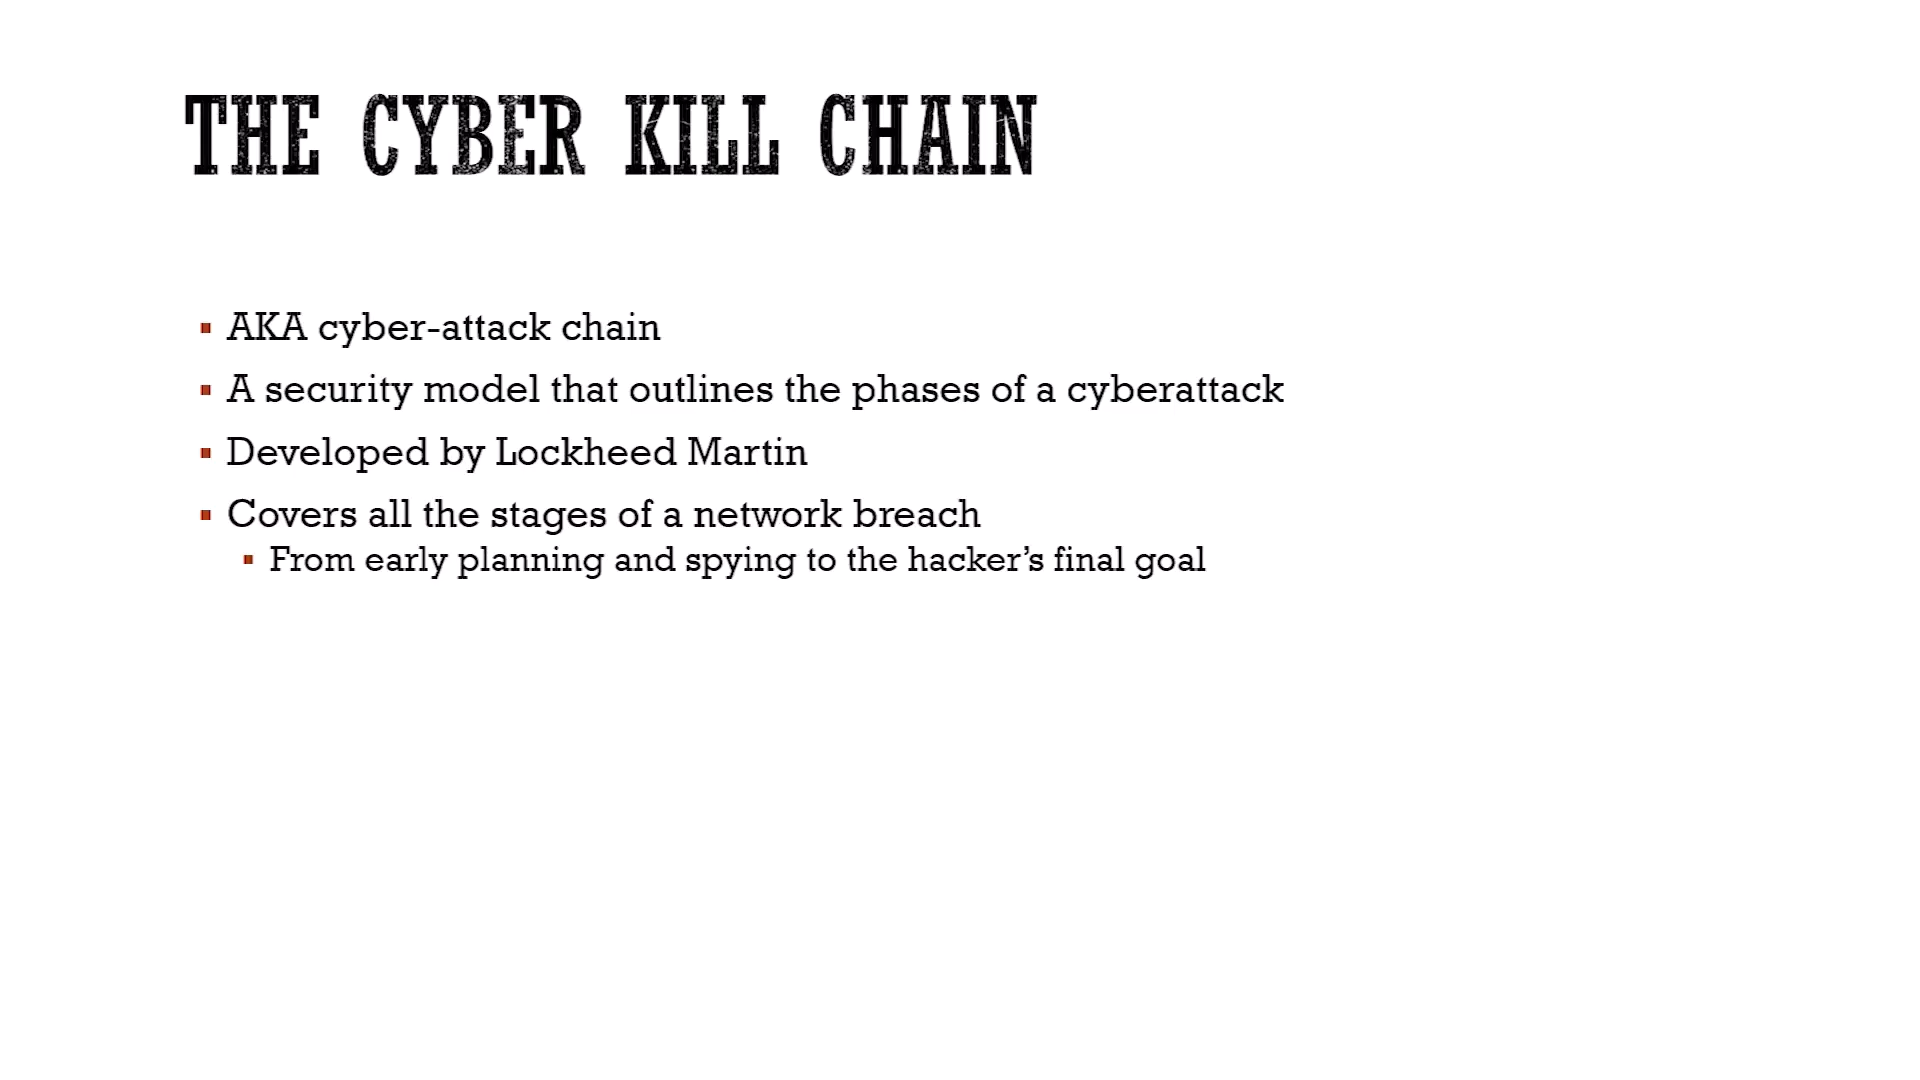 THE CYBER KILL CHAIN
AKA cyber-attack chain
A security model that outlines the phases of a cyberattack
Developed by Lockheed Martin
Covers all the stages of a network breach
From early planning and spying to the hacker’s final goal